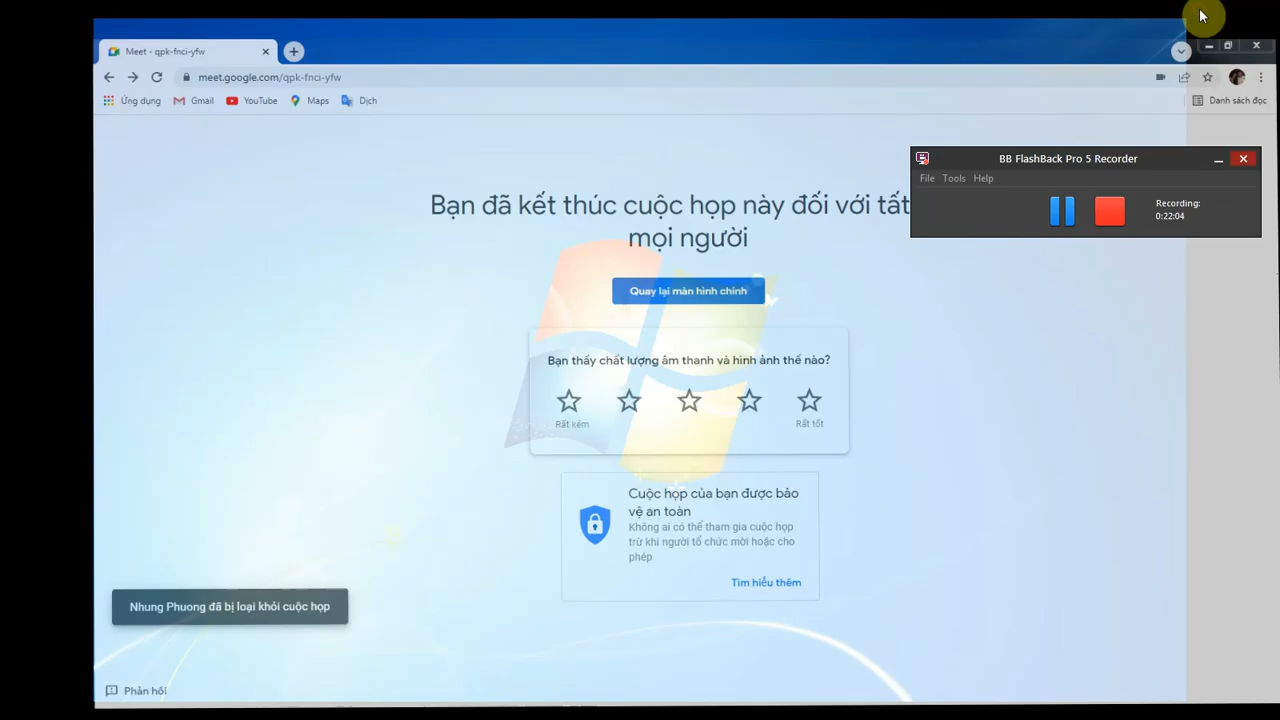 Meet - qpk-fnci-yfw
meet.google.com/qpk-fnci-yfw
Ứng dụng Gmail YouTube Maps Dịch Danh sách đọc
BB FlashBack Pro 5 Recorder
File Tools Help
Recording:
0:22:04
Bạn đã kết thúc cuộc họp này đối với tất
mọi người
Quay lại màn hình chính
Bạn thấy chất lượng âm thanh và hình ảnh thế nào?
Rất kém Rất tốt
Cuộc họp của bạn được bảo
vệ an toàn
Không ai có thể tham gia cuộc họp
trừ khi người tổ chức mời hoặc cho
phép
Tìm hiểu thêm
Nhung Phuong đã bị loại khỏi cuộc họp
Phản hồi